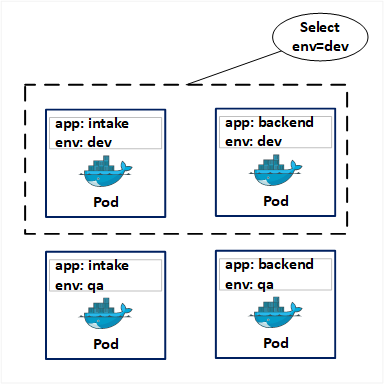 Select
env=dev
app: intake
env: dev
Pod
app: backend
env: dev
Pod
app: intake
env: qa
Pod
app: backend
env: qa
Pod